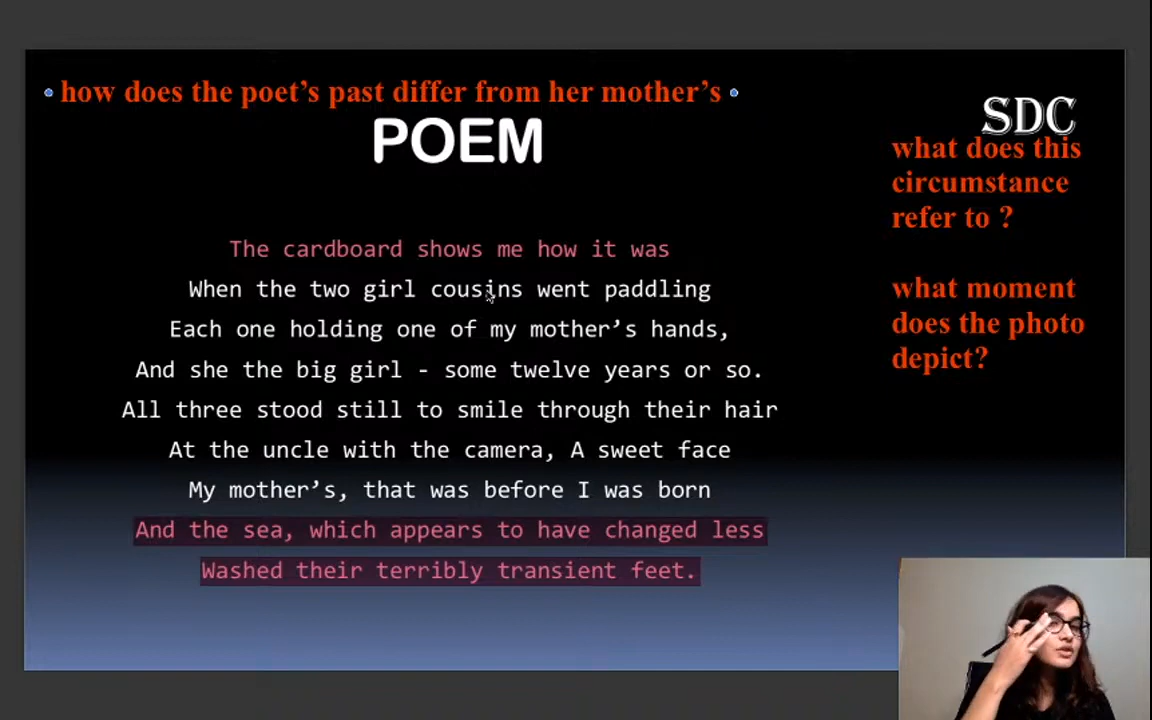 • how does the poet's past differ from her mother's •
POEM
SDC
what does this
circumstance
refer to ?
what moment
does the photo
depict?
The cardboard shows me how it was
When the two girl cousins went paddling
Each one holding one of my mother's hands,
And she the big girl - some twelve years or so.
All three stood still to smile through their hair
At the uncle with the camera, A sweet face
My mother's, that was before I was born
And the sea, which appears to have changed less
Washed their terribly transient feet.